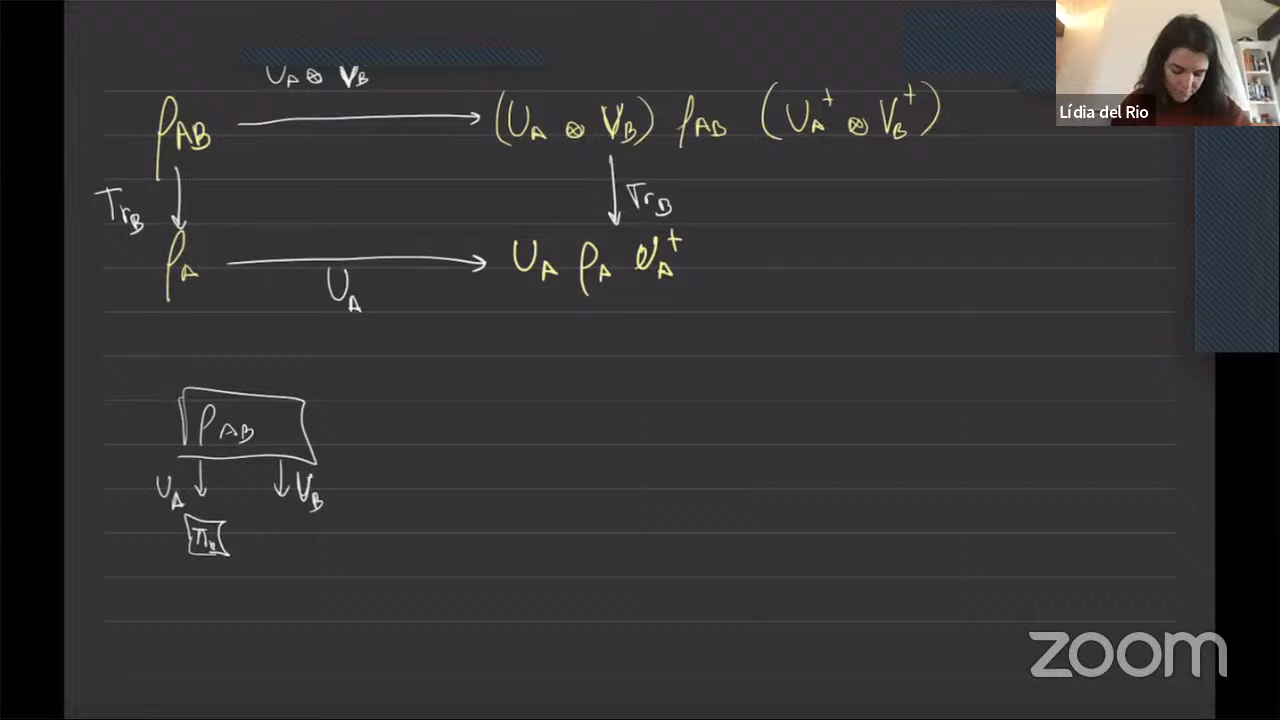 U_A ⊗ V_B
ρ_AB (U_A ⊗ V_B) ρ_AB (U_A^† ⊗ V_B^†)
Tr_B Tr_B
ρ_A U_A ρ_A U_A^†
U_A
ρ_AB
U_A V_B
Lídia del Rio
zoom